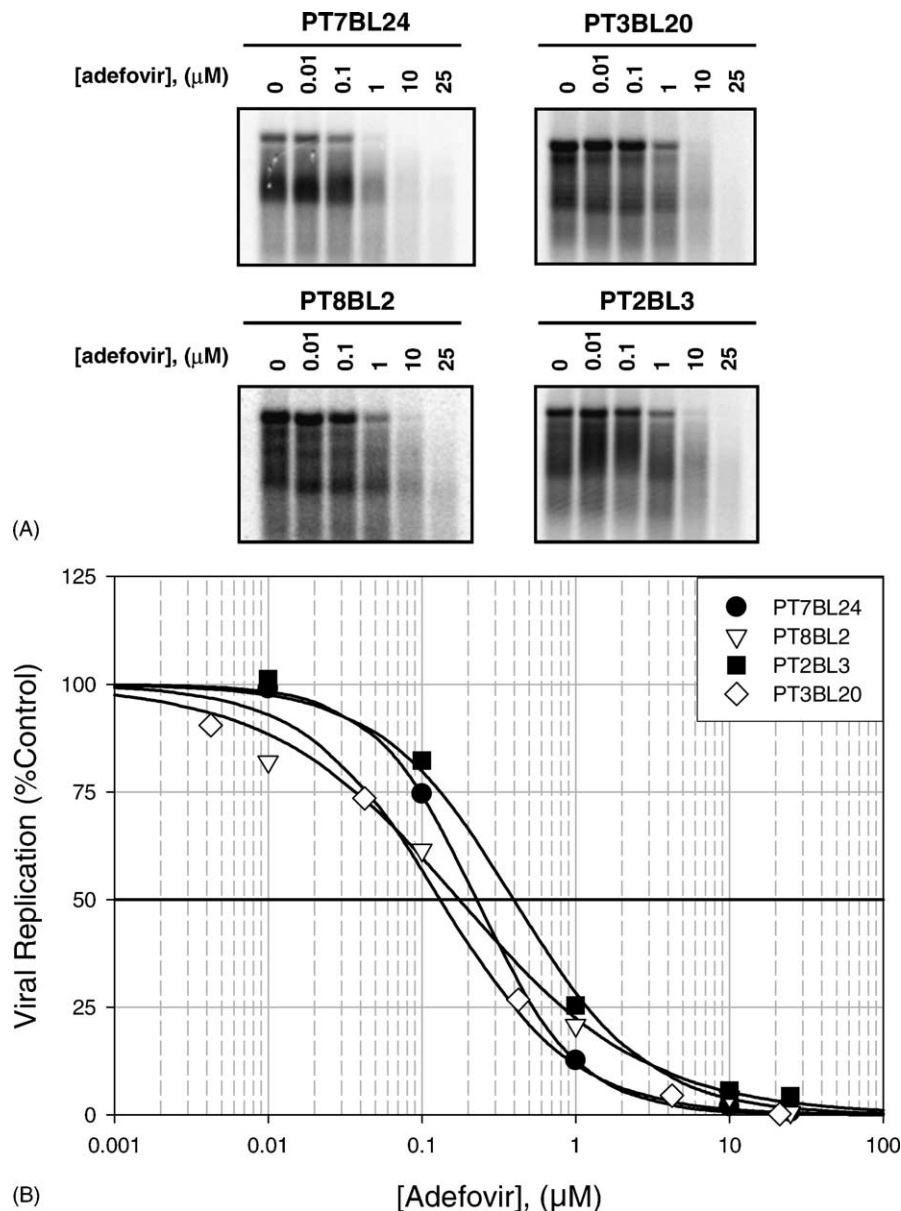 PT7BL24 PT3BL20
[adefovir], (μM) 0 0.01 0.1 1 10 25 0 0.01 0.1 1 10 25
PT8BL2 PT2BL3
[adefovir], (μM) 0 0.01 0.1 1 10 25 0 0.01 0.1 1 10 25
(A)
125
100
75
50
25
0
Viral Replication (%Control)
PT7BL24
PT8BL2
PT2BL3
PT3BL20
0.001 0.01 0.1 1 10 100
[Adefovir], (μM)
(B)